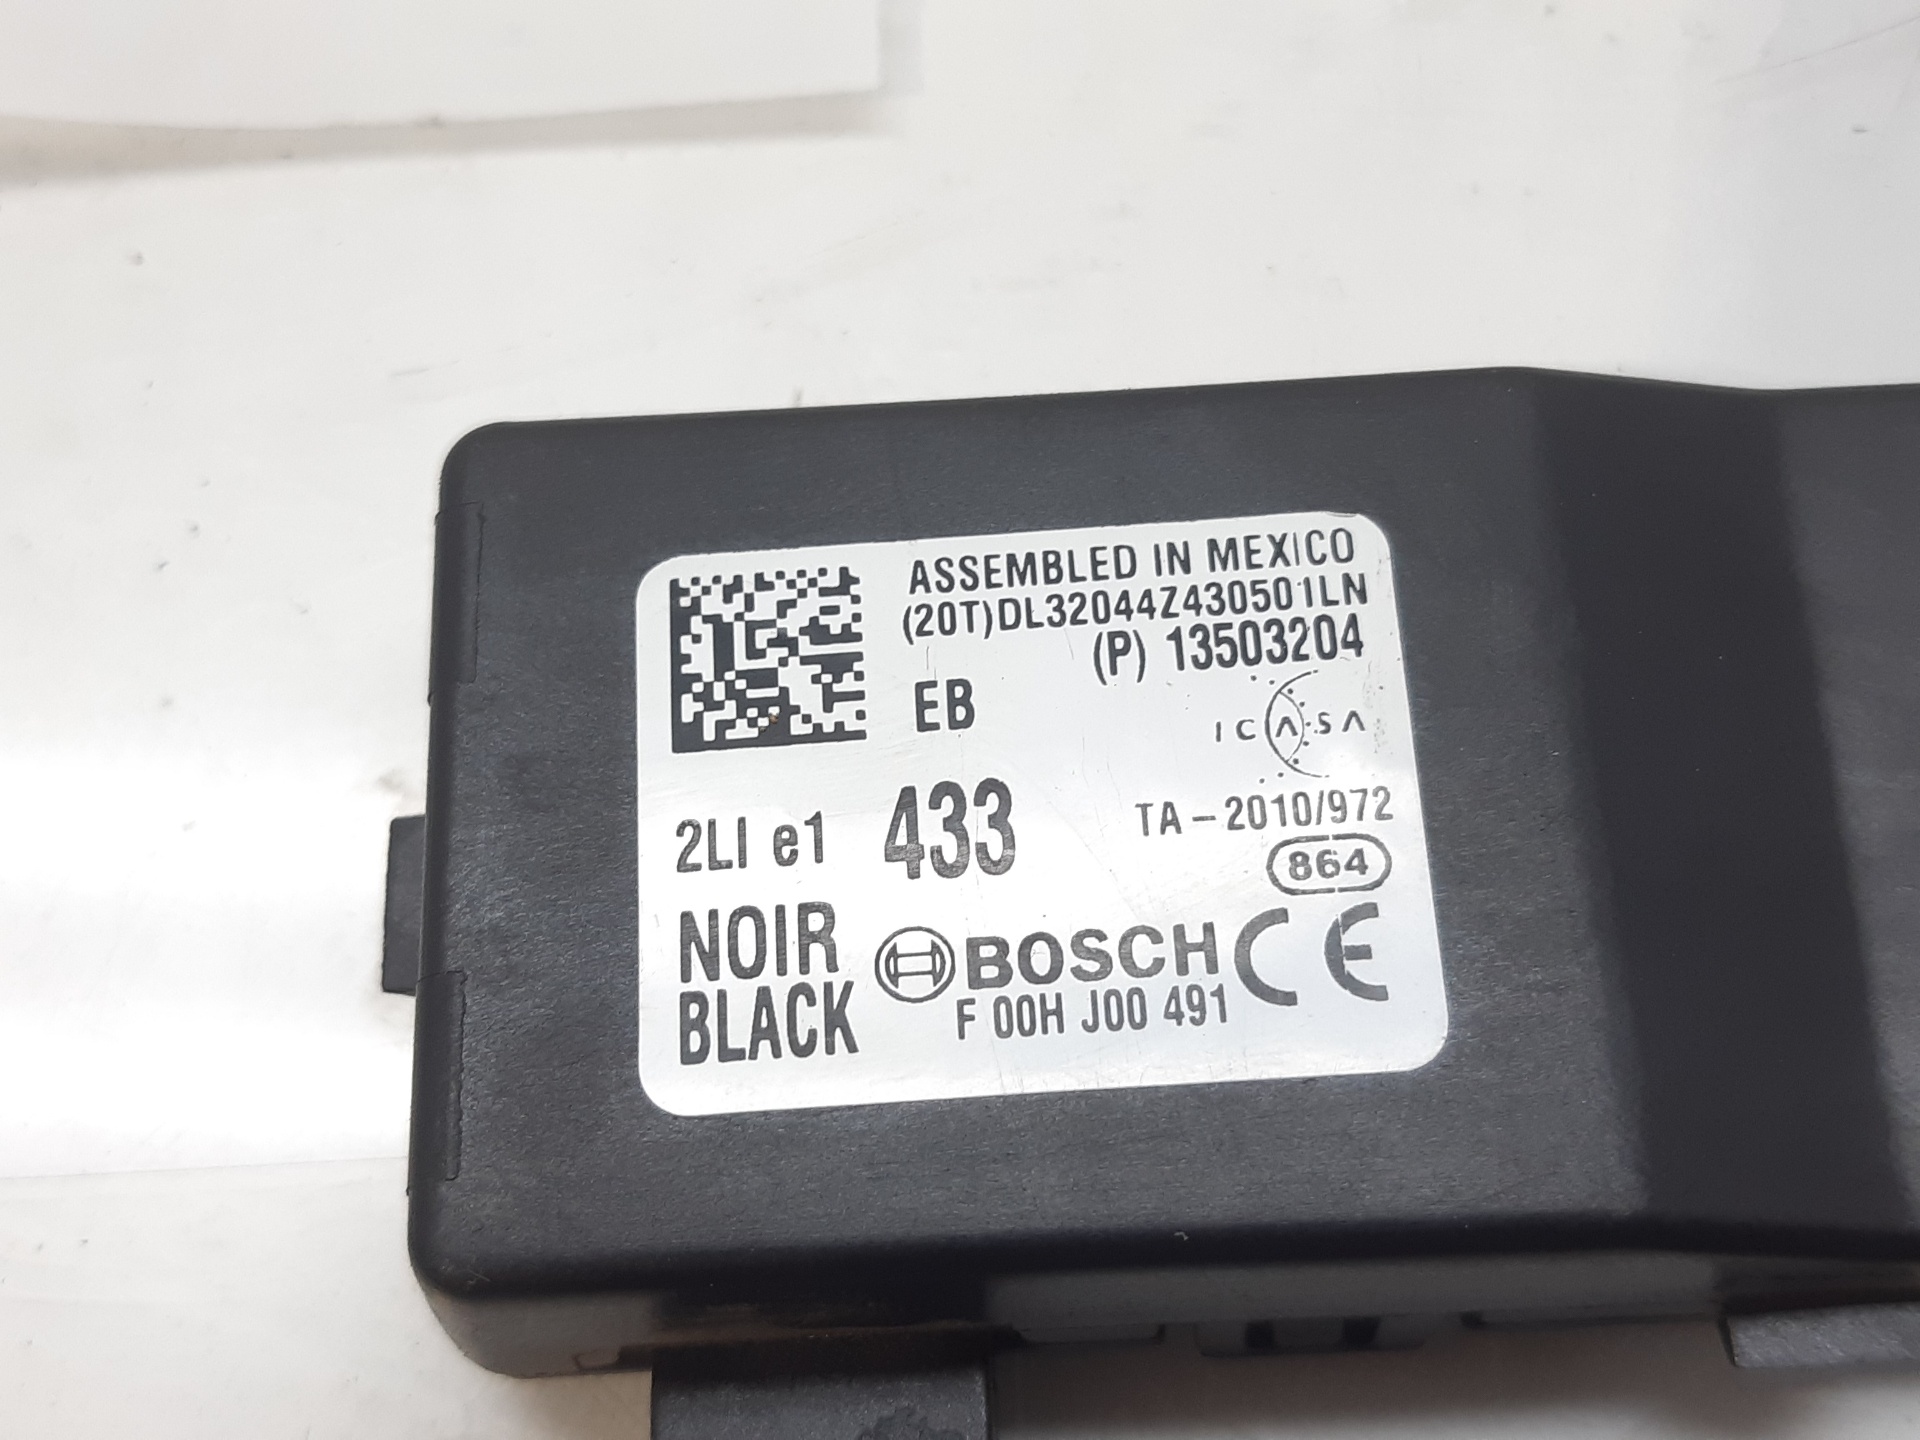 ASSEMBLED IN MEXICO
(20T)DL32044Z430501LN
(P) 13503204
EB
ICASA
2LI e1 433
TA-2010/972
864
NOIR
BLACK
BOSCH CE
F 00H J00 491